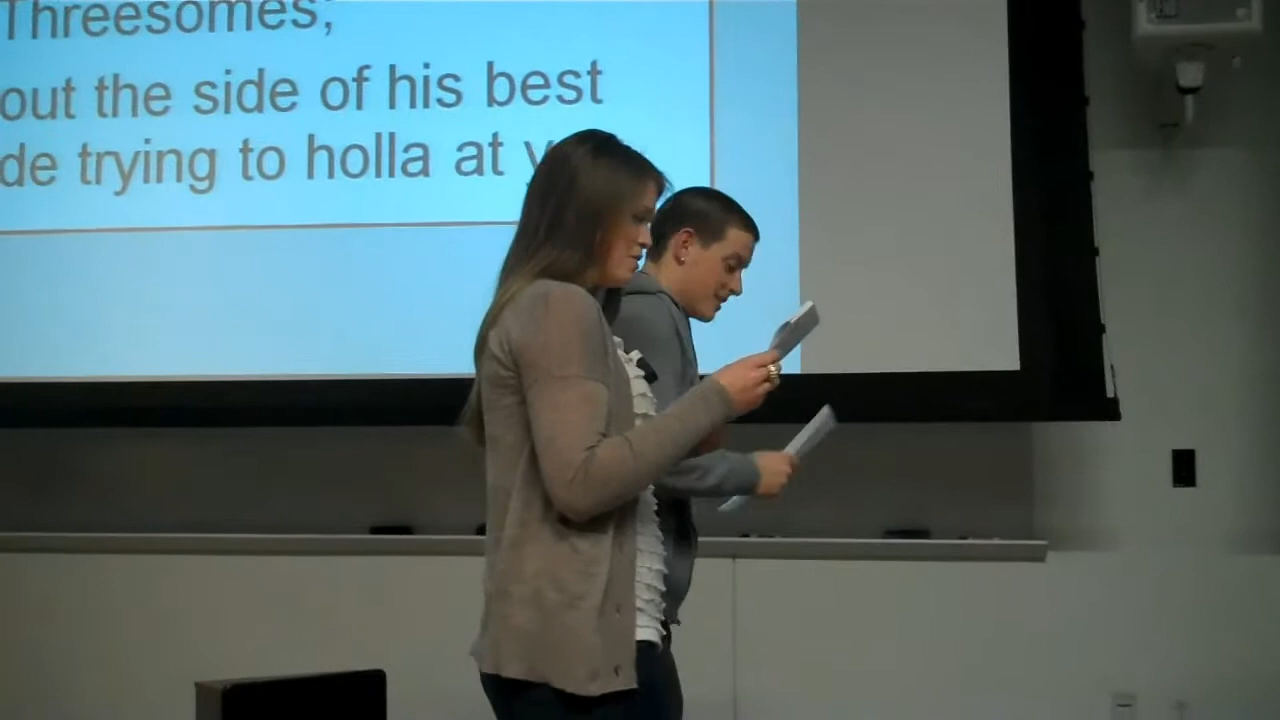 Threesomes;
out the side of his best
de trying to holla at